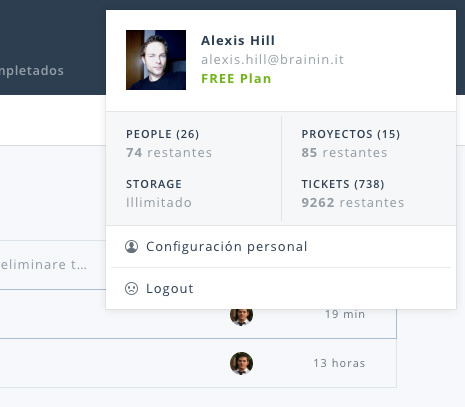 Alexis Hill
alexis.hill@brainin.it
FREE Plan
PEOPLE (26)
74 restantes
PROYECTOS (15)
85 restantes
STORAGE
Illimitado
TICKETS (738)
9262 restantes
Configuración personal
Logout
mpletados
eliminare t…
19 min
13 horas